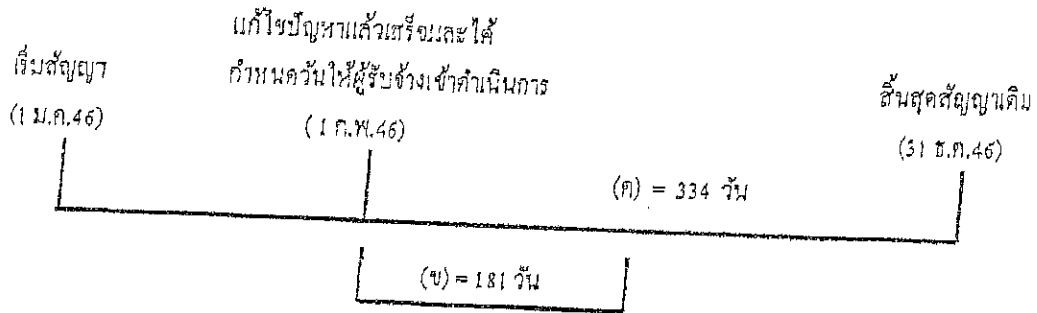 เริ่มสัญญา
(1 ม.ค.46)
แก้ไขปัญหาแล้วเสร็จและได้
กำหนดวันให้ผู้รับจ้างเข้าดำเนินการ
(1 ก.พ.46)
สิ้นสุดสัญญาเดิม
(31 ธ.ค.46)
(ค) = 334 วัน
(ข) = 181 วัน